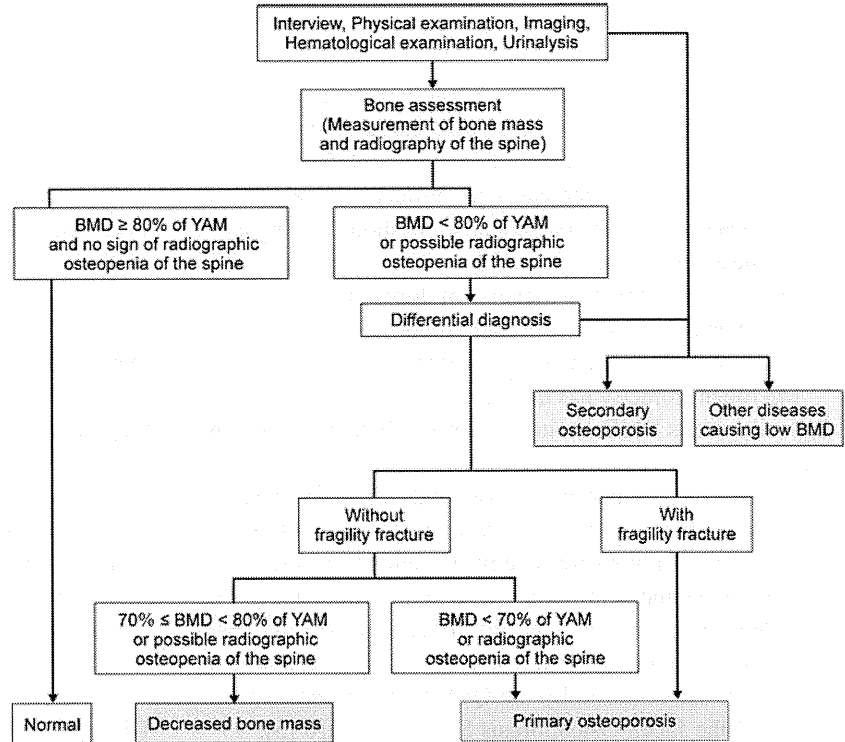 Interview, Physical examination, Imaging,
Hematological examination, Urinalysis
Bone assessment
(Measurement of bone mass
and radiography of the spine)
BMD ≥ 80% of YAM
and no sign of radiographic
osteopenia of the spine
BMD < 80% of YAM
or possible radiographic
osteopenia of the spine
Differential diagnosis
Secondary
osteoporosis
Other diseases
causing low BMD
Without
fragility fracture
With
fragility fracture
70% ≤ BMD < 80% of YAM
or possible radiographic
osteopenia of the spine
BMD < 70% of YAM
or radiographic
osteopenia of the spine
Normal
Decreased bone mass
Primary osteoporosis